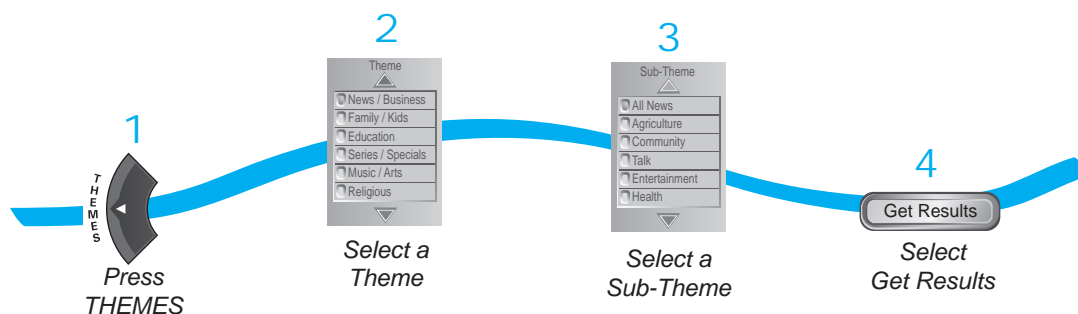 1
THEMES
Press
THEMES
2
Theme
News / Business
Family / Kids
Education
Series / Specials
Music / Arts
Religious
Select a
Theme
3
Sub-Theme
All News
Agriculture
Community
Talk
Entertainment
Health
Select a
Sub-Theme
4
Get Results
Select
Get Results